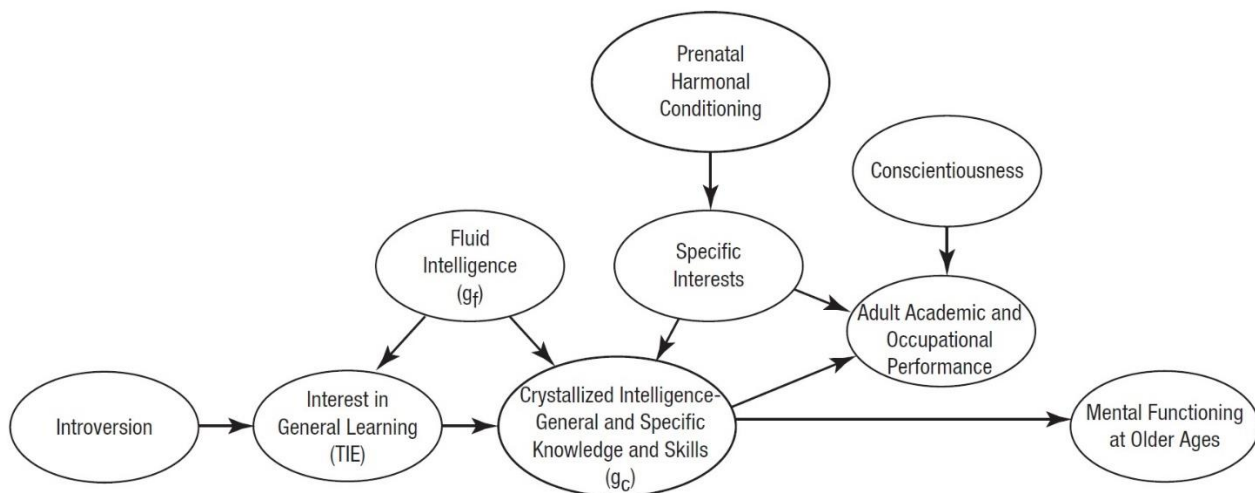 Prenatal
Harmonal
Conditioning
Conscientiousness
Fluid
Intelligence
(gf)
Specific
Interests
Adult Academic and
Occupational
Performance
Introversion
Interest in
General Learning
(TIE)
Crystallized Intelligence-
General and Specific
Knowledge and Skills
(gc)
Mental Functioning
at Older Ages